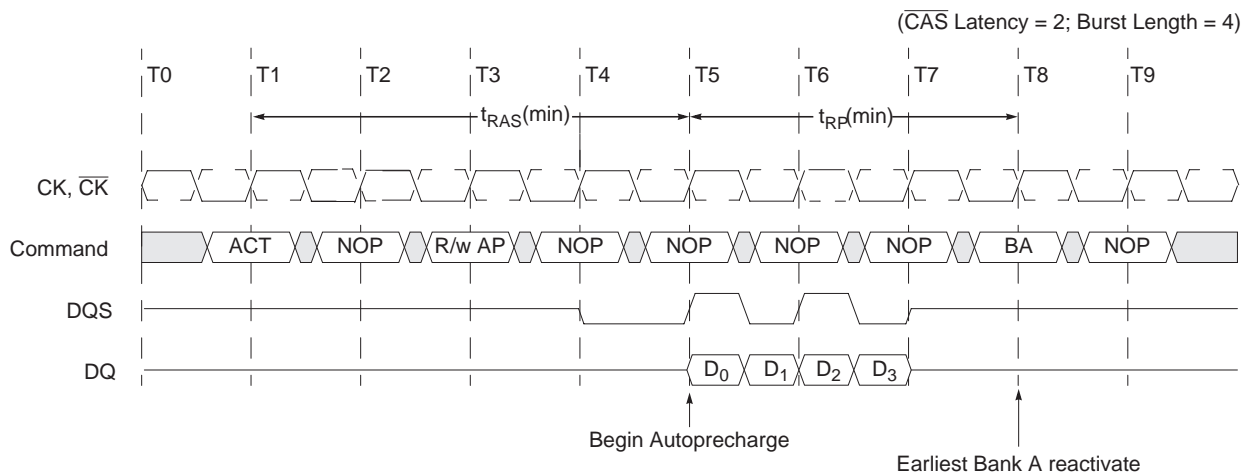 (CAS Latency = 2; Burst Length = 4)
T0 T1 T2 T3 T4 T5 T6 T7 T8 T9
tRAS(min) tRP(min)
CK, CK
Command ACT NOP R/w AP NOP NOP NOP NOP BA NOP
DQS
DQ D0 D1 D2 D3
Begin Autoprecharge
Earliest Bank A reactivate